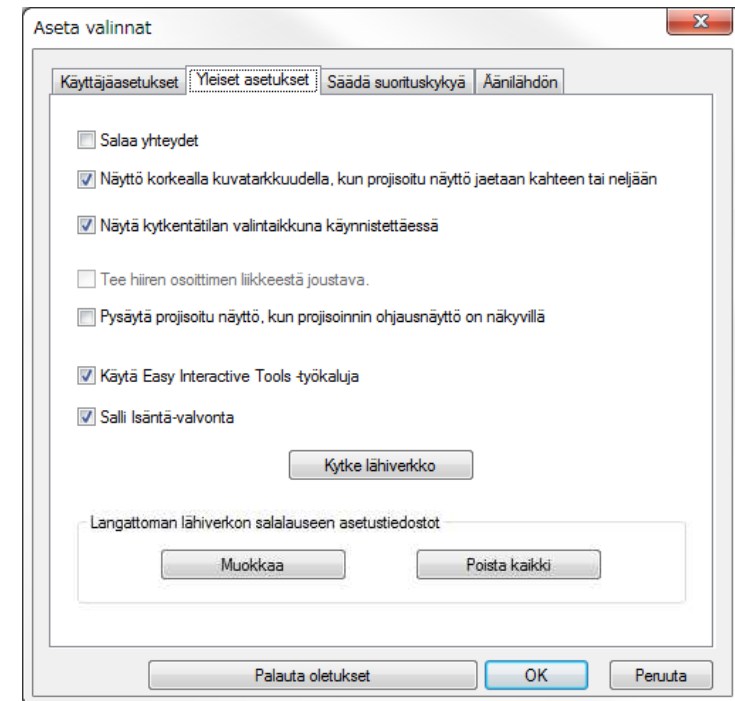 Aseta valinnat
Käyttäjäasetukset Yleiset asetukset Säädä suorituskykyä Äänilähdön
Salaa yhteydet
Näyttö korkealla kuvatarkkuudella, kun projisoitu näyttö jaetaan kahteen tai neljään
Näytä kytkentätilan valintaikkuna käynnistettäessä
Tee hiiren osoittimen liikkeestä joustava.
Pysäytä projisoitu näyttö, kun projisoinnin ohjausnäyttö on näkyvillä
Käytä Easy Interactive Tools -työkaluja
Salli Isäntä-valvonta
Kytke lähiverkko
Langattoman lähiverkon salalauseen asetustiedostot
Muokkaa Poista kaikki
Palauta oletukset OK Peruuta